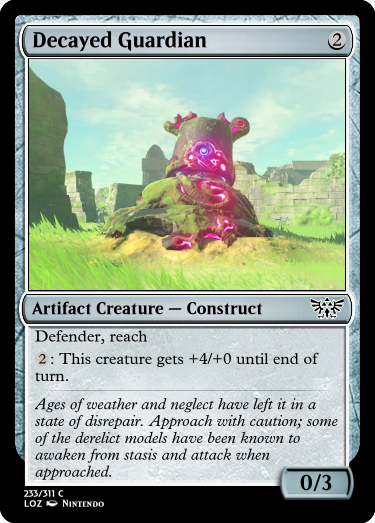 Decayed Guardian 2
Artifact Creature — Construct
Defender, reach
2: This creature gets +4/+0 until end of
turn.
Ages of weather and neglect have left it in a
state of disrepair. Approach with caution; some
of the derelict models have been known to
awaken from stasis and attack when
approached.
0/3
233/311 C
LOZ Nintendo